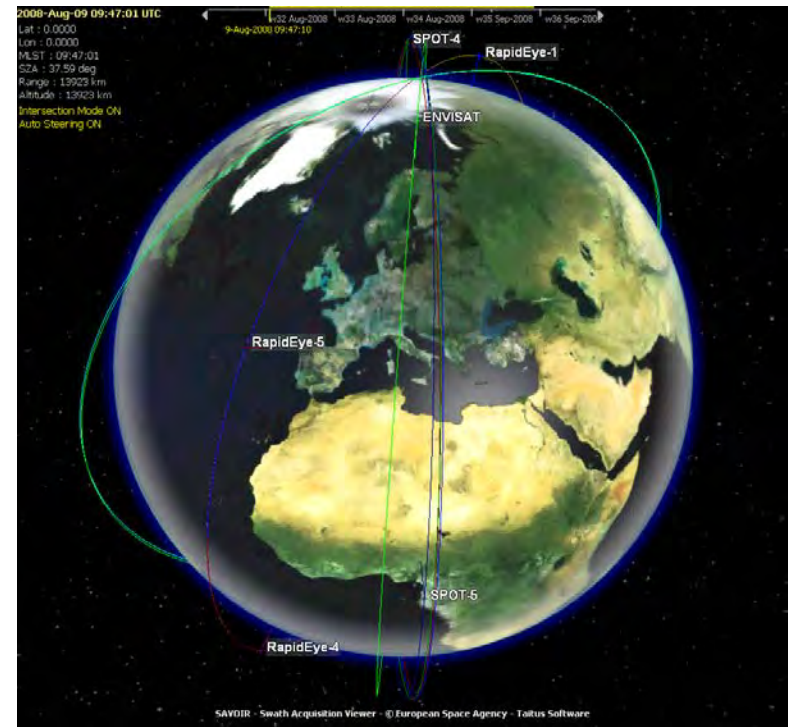 2008-Aug-09 09:47:01 UTC
w32 Aug-2008 w33 Aug-2008 w34 Aug-2008 w35 Sep-2008 w36 Sep-2008
9-Aug-2008 09:47:10
Lat : 0.0000
Lon : 0.0000
MLST : 09:47:01
SZA : 37.59 deg
Range : 13923 km
Altitude : 13923 km
Intersection Mode ON
Auto Steering ON
SPOT-4
RapidEye-1
ENVISAT
RapidEye-5
SPOT-5
RapidEye-4
SAVOIR - Swath Acquisition Viewer - © European Space Agency - Taitus Software